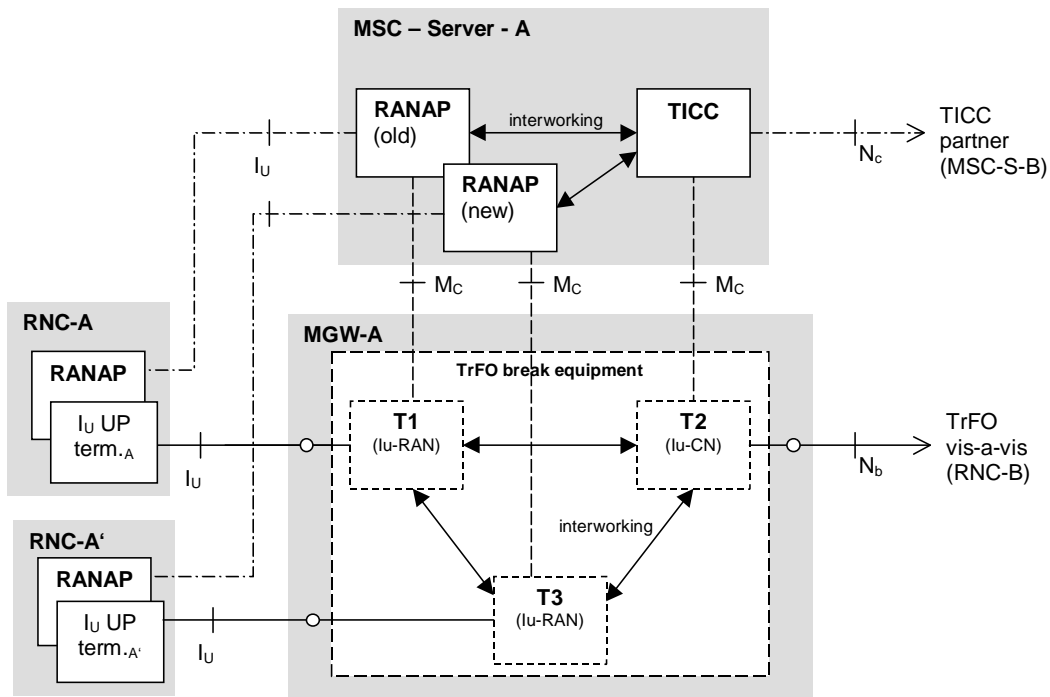 MSC – Server - A
RANAP
(old)
interworking
TICC
TICC
partner
(MSC-S-B)
IU
Nc
RANAP
(new)
IU
MC
MC
MC
RNC-A
RANAP
IU UP
term.A
IU
MGW-A
TrFO break equipment
T1
(Iu-RAN)
T2
(Iu-CN)
TrFO
vis-a-vis
(RNC-B)
Nb
interworking
RNC-A‘
RANAP
IU UP
term.A‘
IU
T3
(Iu-RAN)